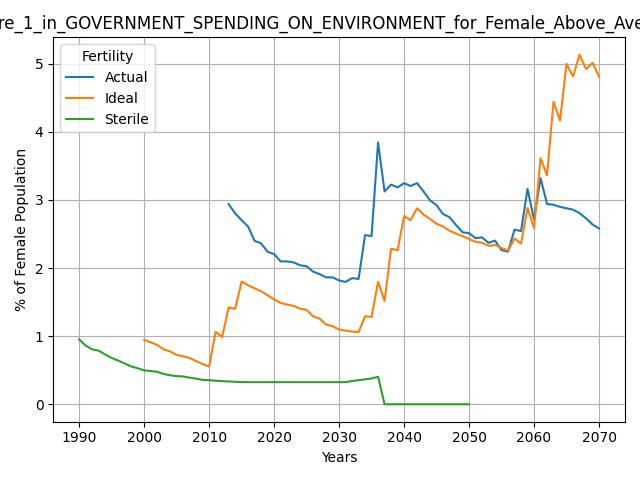 re_1_in_GOVERNMENT_SPENDING_ON_ENVIRONMENT_for_Female_Above_Ave
Fertility
Actual
Ideal
Sterile
% of Female Population
5
4
3
2
1
0
1990 2000 2010 2020 2030 2040 2050 2060 2070
Years